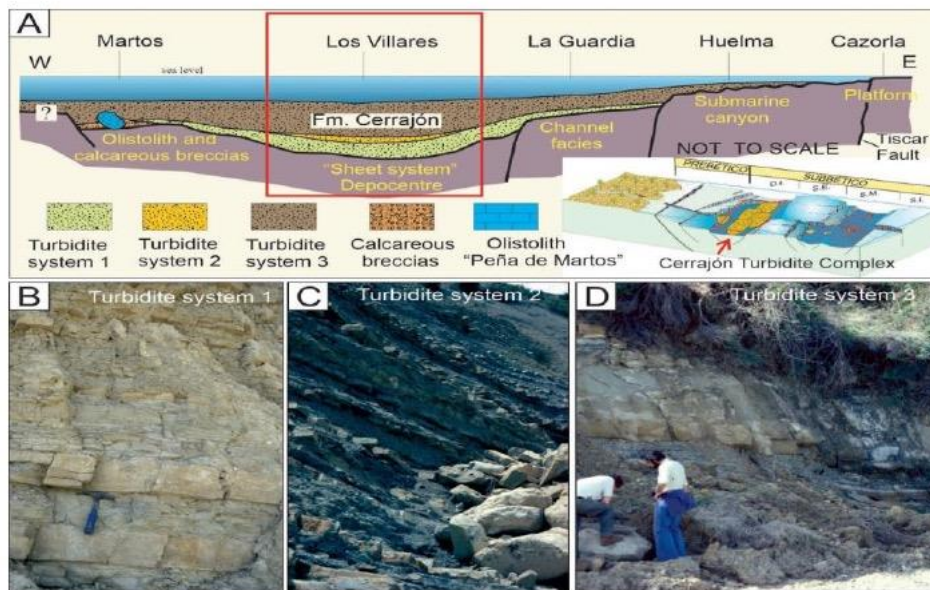 A
Martos
Los Villares
La Guardia
Huelma
Cazorla
W
sea level
E
?
Fm. Cerrajón
Olistolith and
calcareous breccias
"Sheet system"
Depocentre
Channel
facies
Submarine
canyon
Platform
NOT TO SCALE
Tiscar
Fault
PREBÉTICO
SUBBÉTICO
D.I.
S.E.
S.M.
S.I.
Turbidite
system 1
Turbidite
system 2
Turbidite
system 3
Calcareous
breccias
Olistolith
"Peña de Martos"
Cerrajón Turbidite Complex
B
Turbidite system 1
C
Turbidite system 2
D
Turbidite system 3